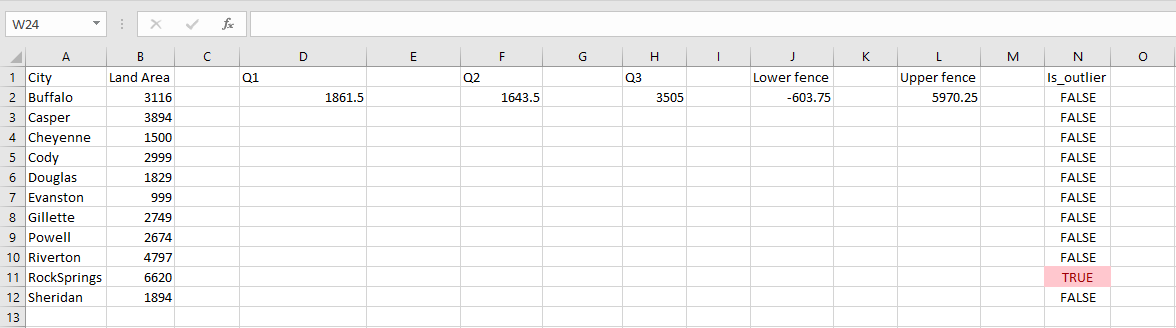 W24 fx
A B C D E F G H I J K L M N O
1 City Land Area Q1 Q2 Q3 Lower fence Upper fence Is_outlier
2 Buffalo 3116 1861.5 1643.5 3505 -603.75 5970.25 FALSE
3 Casper 3894 FALSE
4 Cheyenne 1500 FALSE
5 Cody 2999 FALSE
6 Douglas 1829 FALSE
7 Evanston 999 FALSE
8 Gillette 2749 FALSE
9 Powell 2674 FALSE
10 Riverton 4797 FALSE
11 RockSprings 6620 TRUE
12 Sheridan 1894 FALSE
13